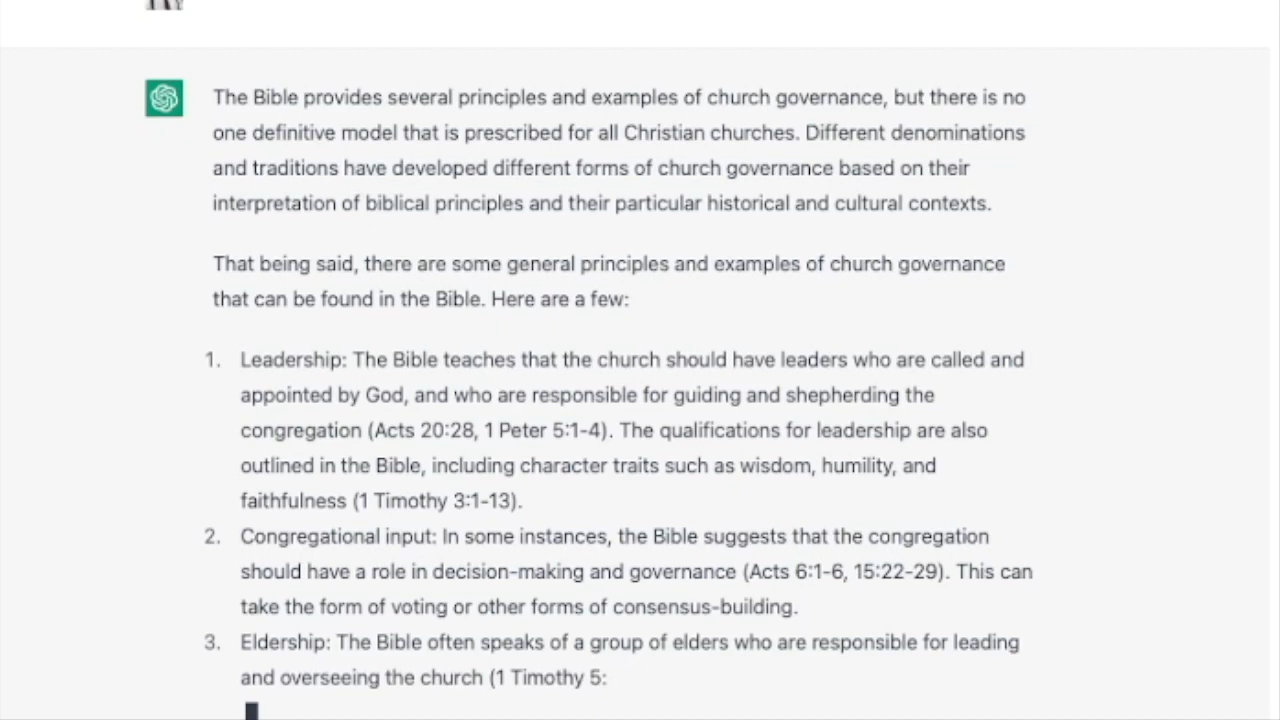 The Bible provides several principles and examples of church governance, but there is no
one definitive model that is prescribed for all Christian churches. Different denominations
and traditions have developed different forms of church governance based on their
interpretation of biblical principles and their particular historical and cultural contexts.
That being said, there are some general principles and examples of church governance
that can be found in the Bible. Here are a few:
1. Leadership: The Bible teaches that the church should have leaders who are called and
appointed by God, and who are responsible for guiding and shepherding the
congregation (Acts 20:28, 1 Peter 5:1-4). The qualifications for leadership are also
outlined in the Bible, including character traits such as wisdom, humility, and
faithfulness (1 Timothy 3:1-13).
2. Congregational input: In some instances, the Bible suggests that the congregation
should have a role in decision-making and governance (Acts 6:1-6, 15:22-29). This can
take the form of voting or other forms of consensus-building.
3. Eldership: The Bible often speaks of a group of elders who are responsible for leading
and overseeing the church (1 Timothy 5: